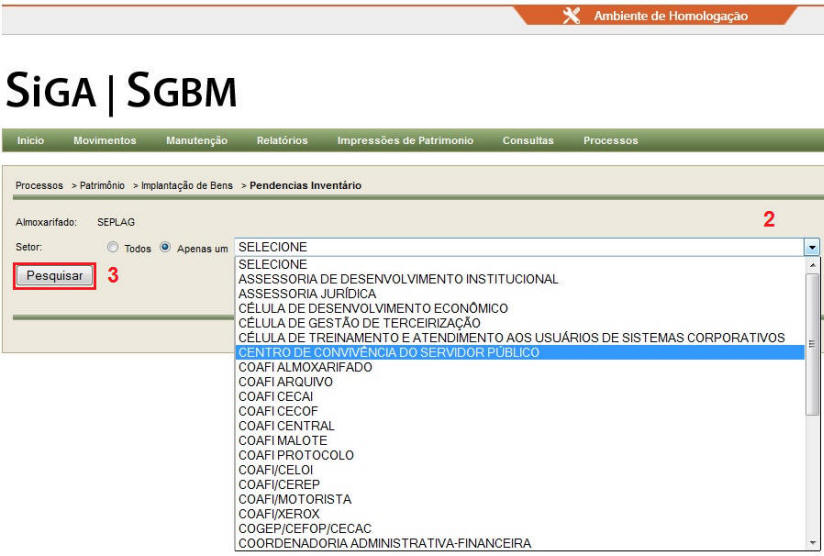 Ambiente de Homologação
SiGA | SGBM
Inicio Movimentos Manutenção Relatórios Impressões de Patrimonio Consultas Processos
Processos > Patrimônio > Implantação de Bens > Pendencias Inventário
Almoxarifado: SEPLAG
2
Setor: Todos Apenas um SELECIONE
Pesquisar 3
SELECIONE
ASSESSORIA DE DESENVOLVIMENTO INSTITUCIONAL
ASSESSORIA JURÍDICA
CÉLULA DE DESENVOLVIMENTO ECONÔMICO
CÉLULA DE GESTÃO DE TERCEIRIZAÇÃO
CÉLULA DE TREINAMENTO E ATENDIMENTO AOS USUÁRIOS DE SISTEMAS CORPORATIVOS
CENTRO DE CONVIVÊNCIA DO SERVIDOR PÚBLICO
COAFI ALMOXARIFADO
COAFI ARQUIVO
COAFI CECAI
COAFI CECOF
COAFI CENTRAL
COAFI MALOTE
COAFI PROTOCOLO
COAFI/CELOI
COAFI/CEREP
COAFI/MOTORISTA
COAFI/XEROX
COGEP/CEFOP/CECAC
COORDENADORIA ADMINISTRATIVA-FINANCEIRA